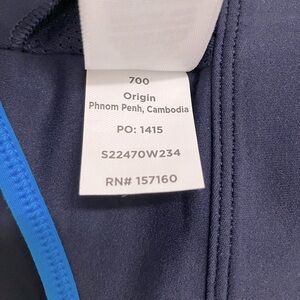 700
Origin
Phnom Penh, Cambodia
PO: 1415
S22470W234
RN# 157160